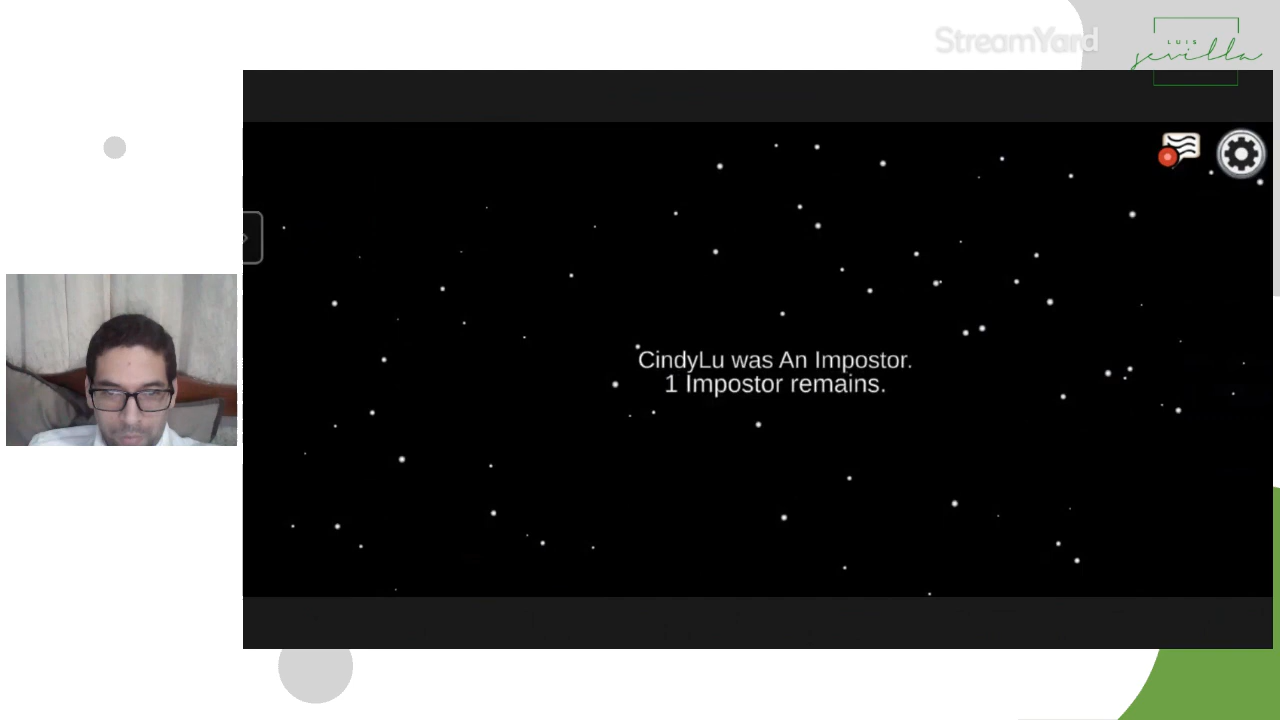 StreamYard
LUIS
sevilla
CindyLu was An Impostor.
1 Impostor remains.